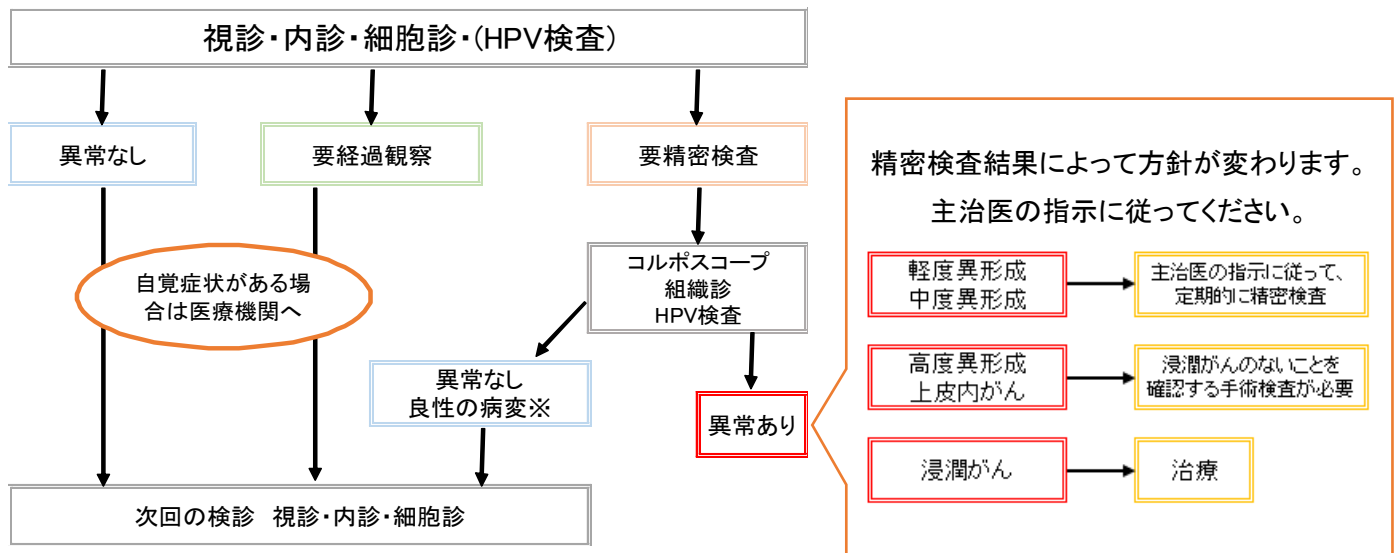 視診・内診・細胞診・(HPV検査)
異常なし
要経過観察
要精密検査
自覚症状がある場
合は医療機関へ
コルポスコープ
組織診
HPV検査
異常なし
良性の病変※
異常あり
次回の検診 視診・内診・細胞診
精密検査結果によって方針が変わります。
主治医の指示に従ってください。
軽度異形成
中度異形成
主治医の指示に従って、
定期的に精密検査
高度異形成
上皮内がん
浸潤がんのないことを
確認する手術検査が必要
浸潤がん
治療